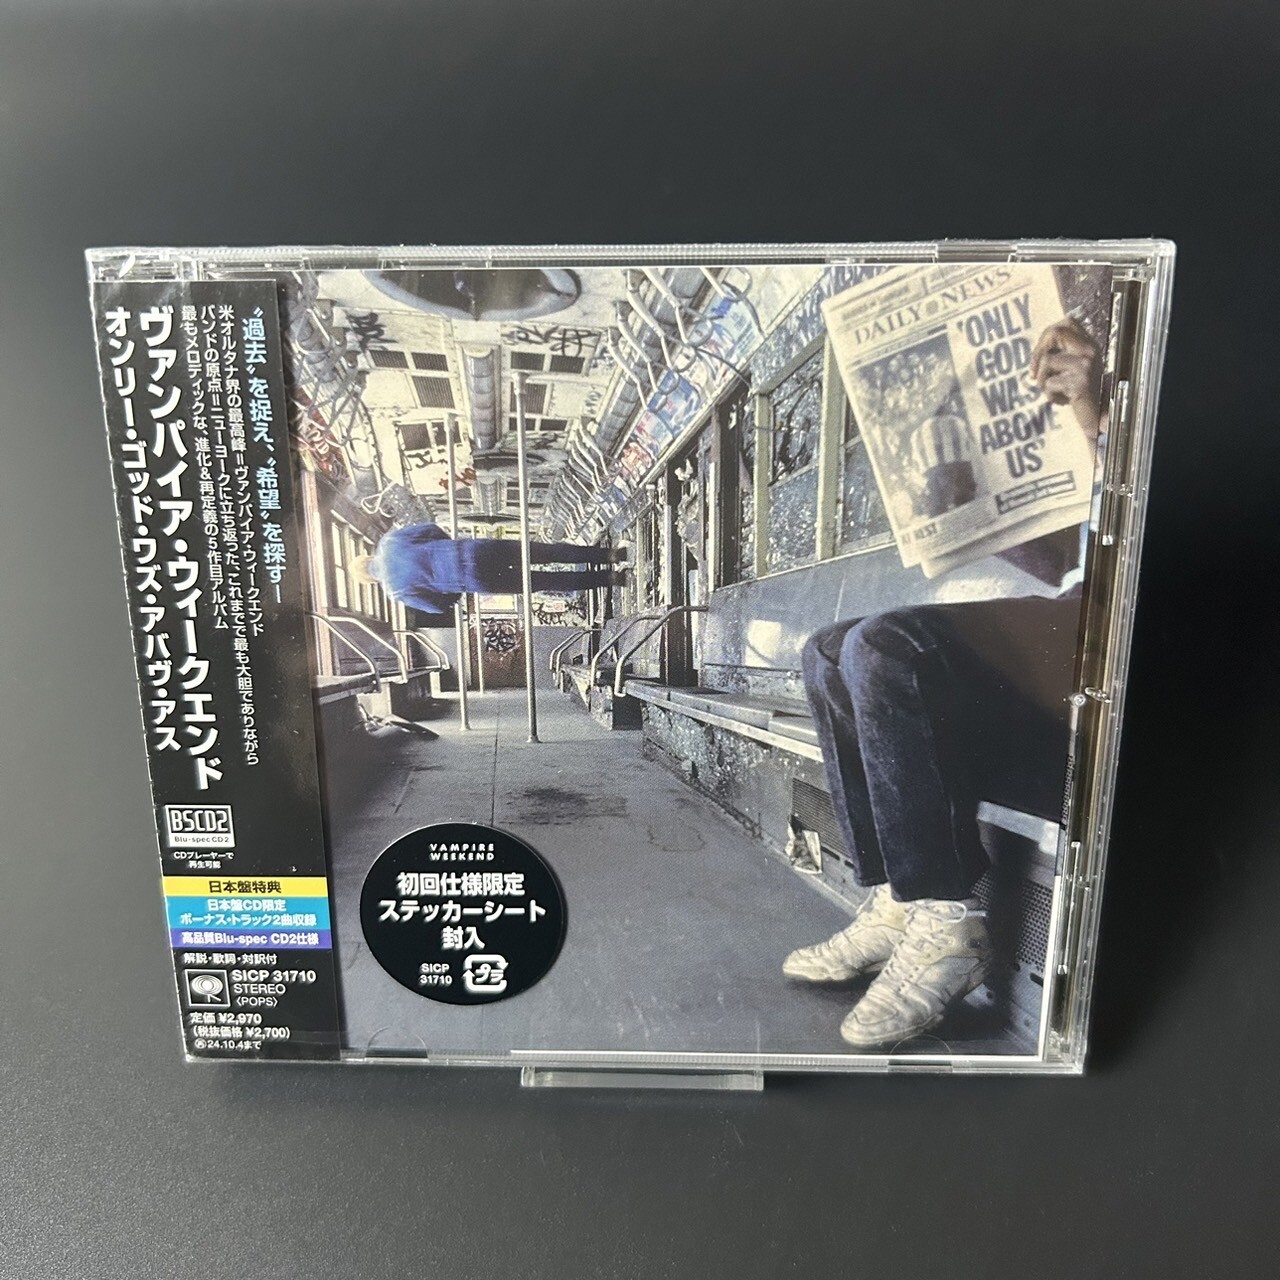 “過去”を捉え、“希望”を探すー
米オルタナ界の最高峰=ヴァンパイア・ウィークエンド
バンドの原点=ニューヨークに立ち返った、これまでで最も大胆でありながら
最もメロディックな、進化&再定義の5作目アルバム
ヴァンパイア・ウィークエンド
オンリー・ゴッド・ワズ・アバヴ・アス
BSCD2
Blu-specCD2
CDプレーヤーで
再生可能
日本盤特典
日本盤CD限定
ボーナス・トラック2曲収録
高品質Blu-spec CD2仕様
解説・歌詞・対訳付
SICP 31710
STEREO
〈POPS〉
定価 ¥2,970
(税抜価格 ¥2,700)
Ⓨ24.10.4まで
VAMPIRE
WEEKEND
初回仕様限定
ステッカーシート
封入
SICP
31710
プラ
DAILY NEWS
'ONLY
GOD
WAS
ABOVE
US'